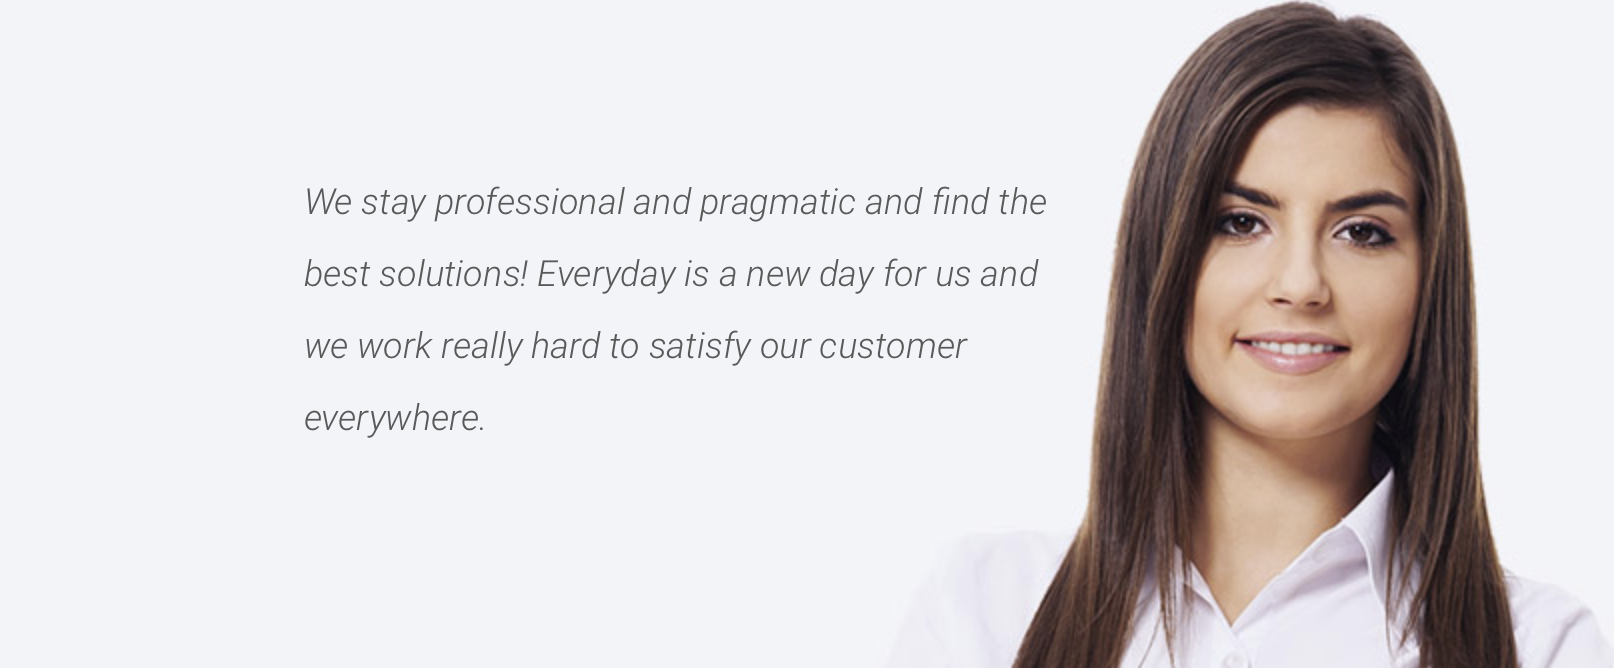 We stay professional and pragmatic and find the
best solutions! Everyday is a new day for us and
we work really hard to satisfy our customer
everywhere.